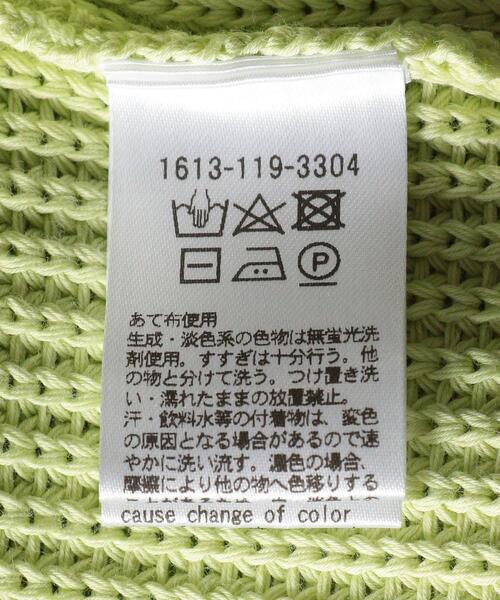 1613-119-3304
P
あて布使用
生成・淡色系の色物は無蛍光洗
剤使用。すすぎは十分行う。他
の物と分けて洗う。つけ置き洗
い・濡れたままの放置禁止。
汗・飲料水等の付着物は、変色
の原因となる場合があるので速
やかに洗い流す。濃色の場合、
摩擦により他の物へ色移りする
cause change of color